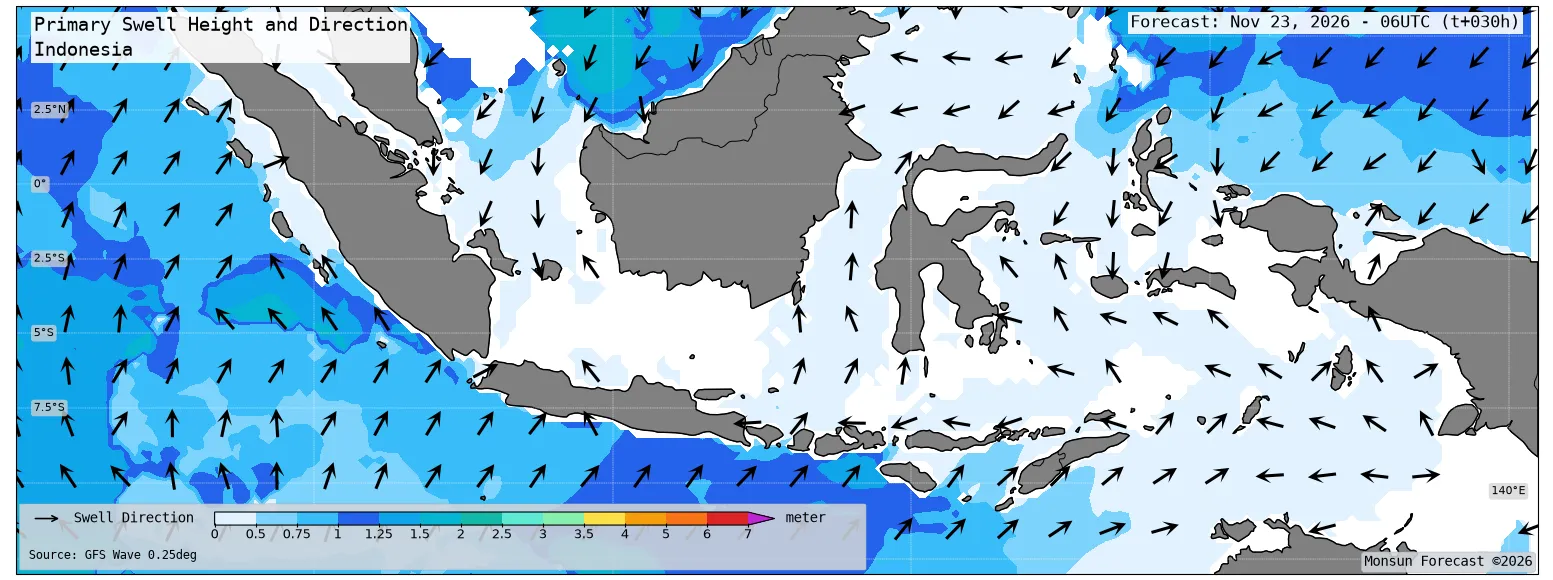 Primary Swell Height and Direction
Indonesia
Forecast: Nov 23, 2026 - 06UTC (t+030h)
2.5°N
0°
2.5°S
5°S
7.5°S
140°E
Swell Direction
meter
0 0.5 0.75 1 1.25 1.5 2 2.5 3 3.5 4 5 6 7
Source: GFS Wave 0.25deg
Monsun Forecast ©2026